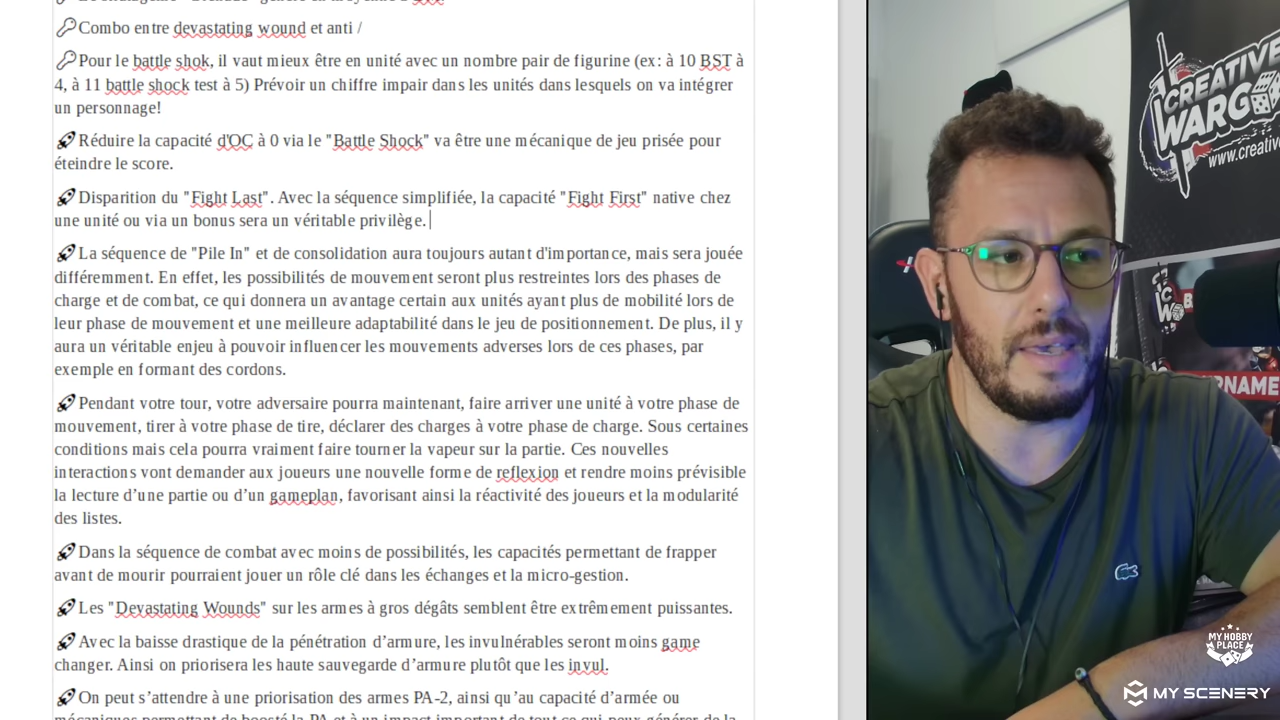 Combo entre devastating wound et anti /
Pour le battle shok, il vaut mieux être en unité avec un nombre pair de figurine (ex: à 10 BST à
4, à 11 battle shock test à 5) Prévoir un chiffre impair dans les unités dans lesquels on va intégrer
un personnage!
Réduire la capacité d'OC à 0 via le "Battle Shock" va être une mécanique de jeu prisée pour
éteindre le score.
Disparition du "Fight Last". Avec la séquence simplifiée, la capacité "Fight First" native chez
une unité ou via un bonus sera un véritable privilège.
La séquence de "Pile In" et de consolidation aura toujours autant d'importance, mais sera jouée
différemment. En effet, les possibilités de mouvement seront plus restreintes lors des phases de
charge et de combat, ce qui donnera un avantage certain aux unités ayant plus de mobilité lors de
leur phase de mouvement et une meilleure adaptabilité dans le jeu de positionnement. De plus, il y
aura un véritable enjeu à pouvoir influencer les mouvements adverses lors de ces phases, par
exemple en formant des cordons.
Pendant votre tour, votre adversaire pourra maintenant, faire arriver une unité à votre phase de
mouvement, tirer à votre phase de tire, déclarer des charges à votre phase de charge. Sous certaines
conditions mais cela pourra vraiment faire tourner la vapeur sur la partie. Ces nouvelles
interactions vont demander aux joueurs une nouvelle forme de reflexion et rendre moins prévisible
la lecture d’une partie ou d’un gameplan, favorisant ainsi la réactivité des joueurs et la modularité
des listes.
Dans la séquence de combat avec moins de possibilités, les capacités permettant de frapper
avant de mourir pourraient jouer un rôle clé dans les échanges et la micro-gestion.
Les "Devastating Wounds" sur les armes à gros dégâts semblent être extrêmement puissantes.
Avec la baisse drastique de la pénétration d’armure, les invulnérables seront moins game
changer. Ainsi on priorisera les haute sauvegarde d’armure plutôt que les invul.
On peut s’attendre à une priorisation des armes PA-2, ainsi qu’au capacité d’armée ou
CREATIVE
WARG
www.creative
CW
RNAME
MY HOBBY
PLACE
MY SCENERY